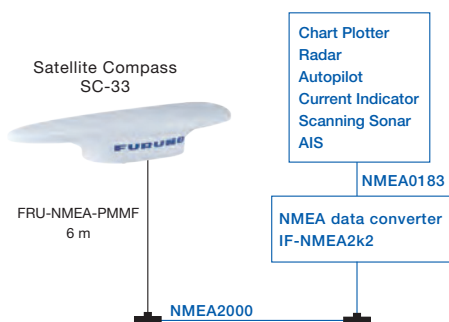 Satellite Compass
SC-33
FURUNO
FRU-NMEA-PMMF
6 m
Chart Plotter
Radar
Autopilot
Current Indicator
Scanning Sonar
AIS
NMEA0183
NMEA data converter
IF-NMEA2k2
NMEA2000